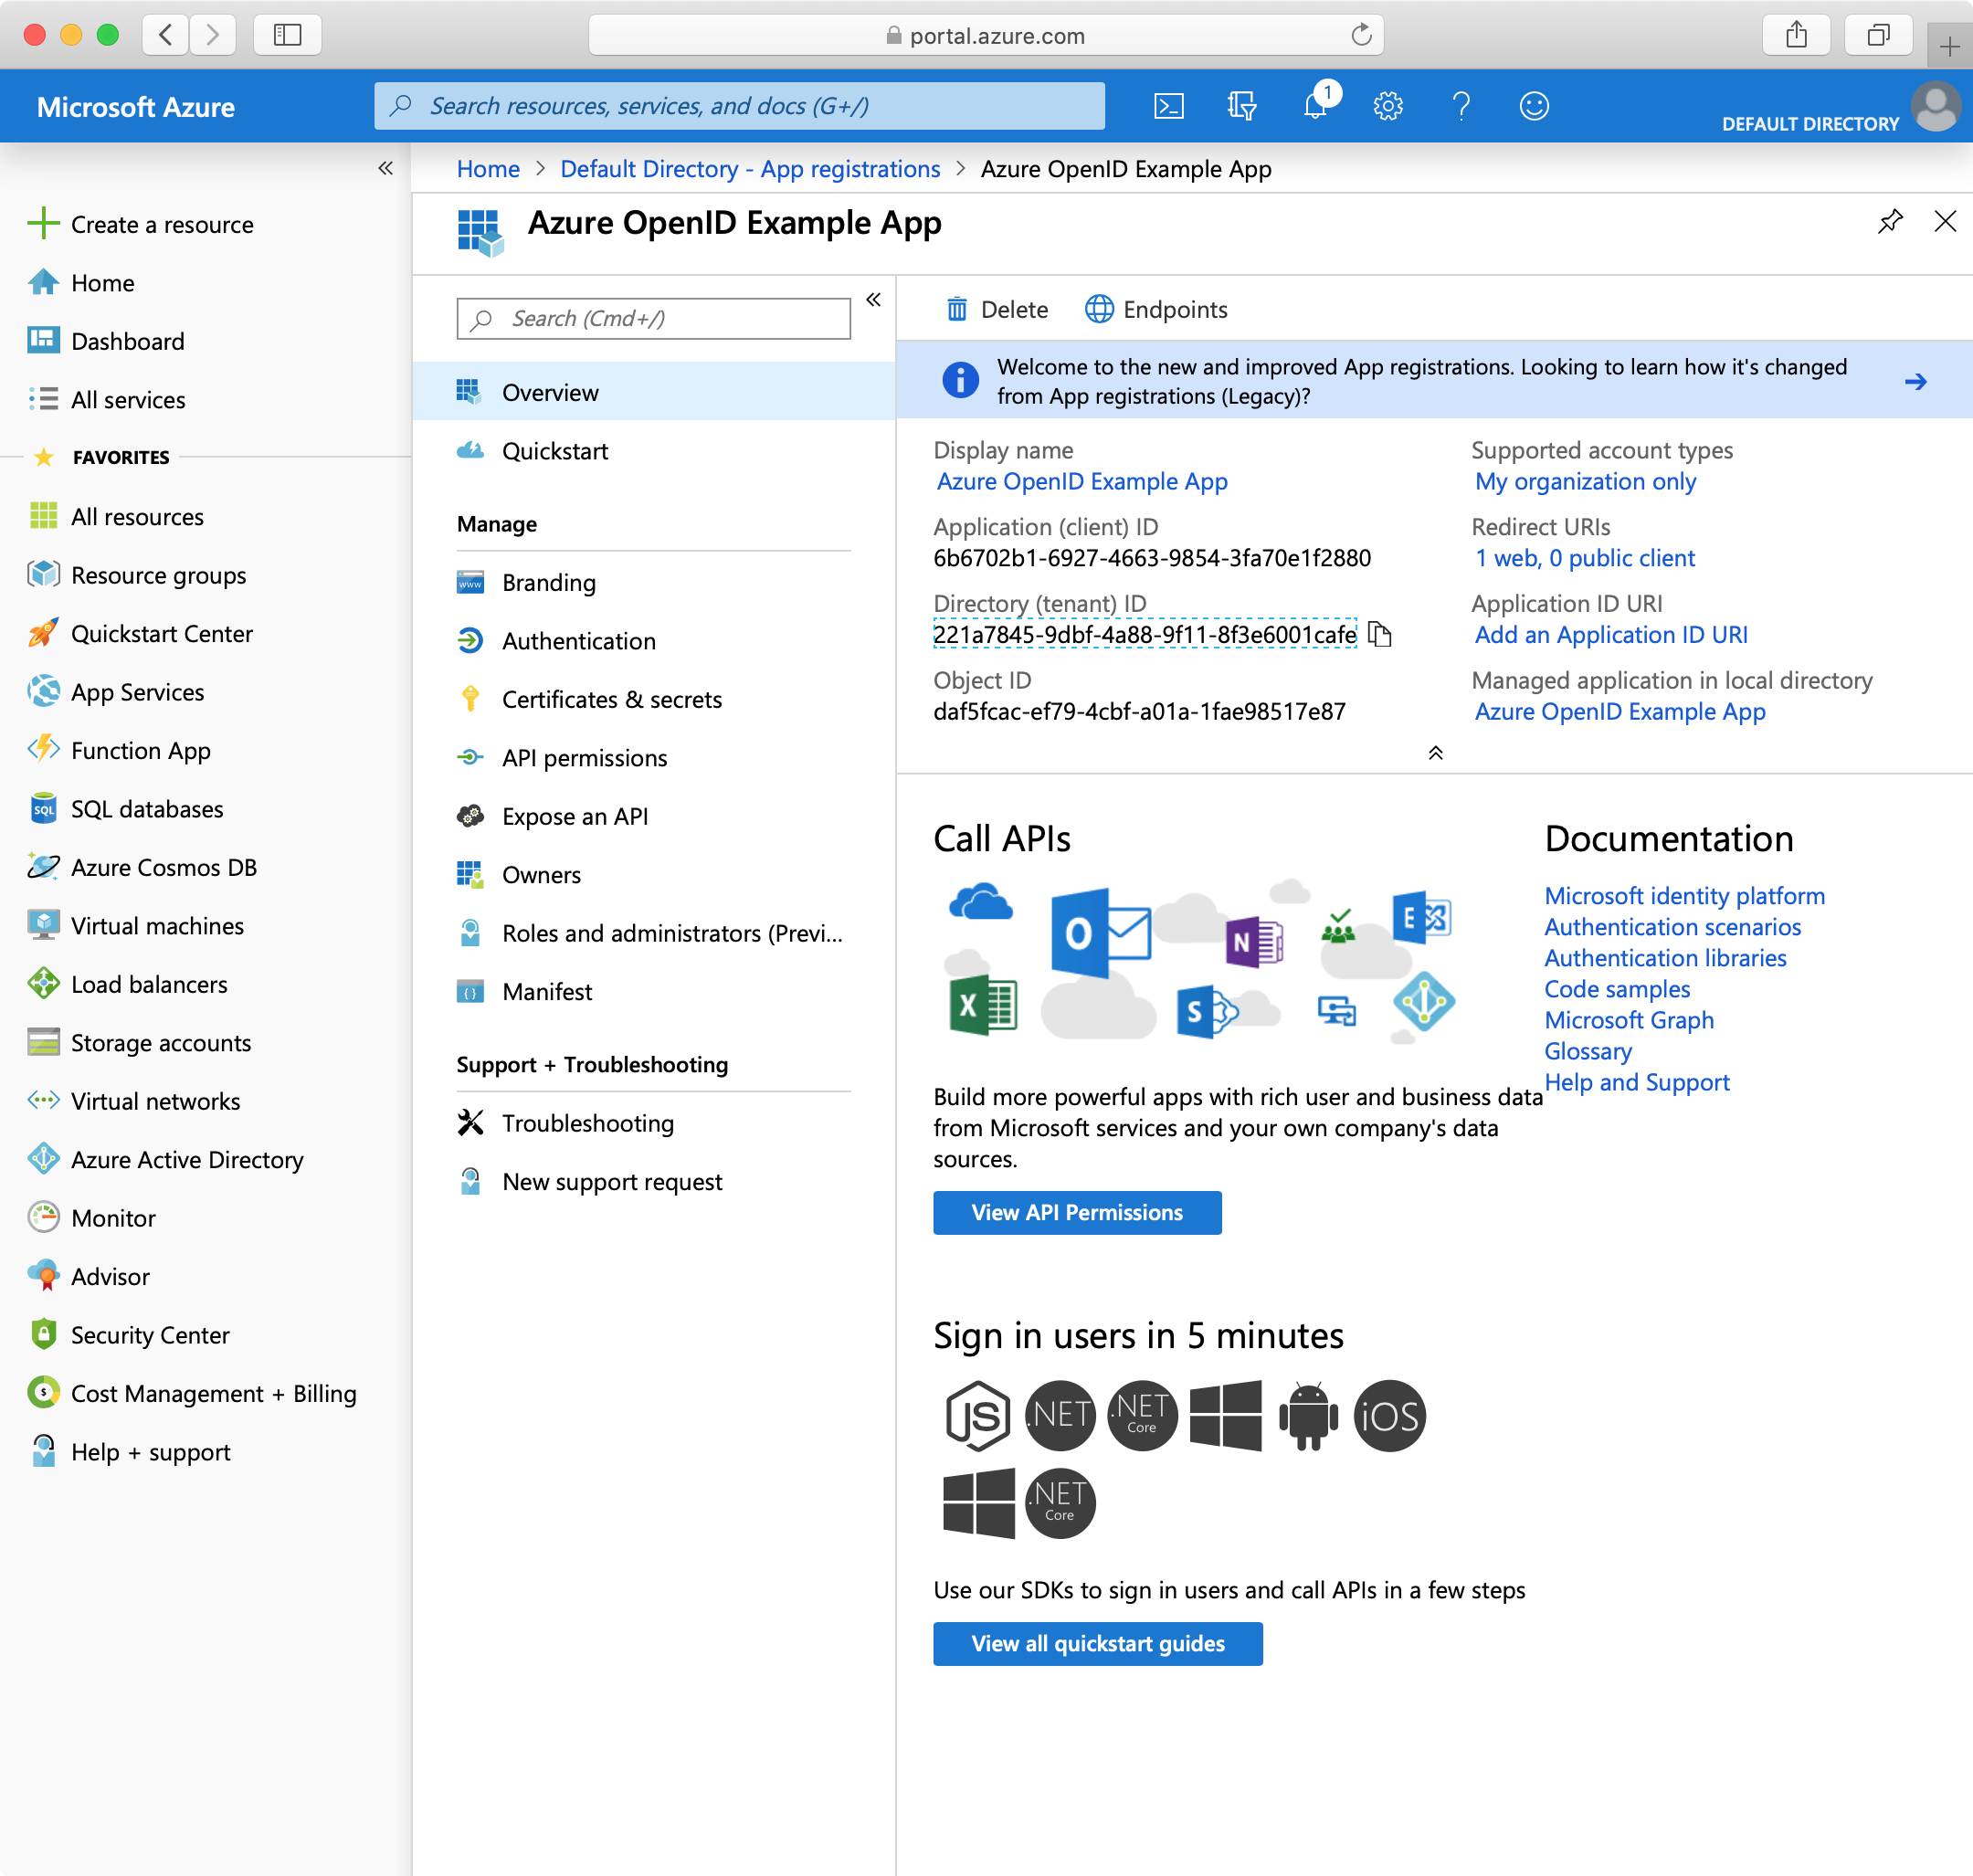 portal.azure.com
Microsoft Azure
Search resources, services, and docs (G+/)
1
DEFAULT DIRECTORY
Home > Default Directory - App registrations > Azure OpenID Example App
Create a resource
Home
Dashboard
All services
FAVORITES
All resources
Resource groups
Quickstart Center
App Services
Function App
SQL
SQL databases
Azure Cosmos DB
Virtual machines
Load balancers
Storage accounts
Virtual networks
Azure Active Directory
Monitor
Advisor
Security Center
Cost Management + Billing
Help + support
Azure OpenID Example App
Search (Cmd+/)
Overview
Quickstart
Manage
www
Branding
Authentication
Certificates & secrets
API permissions
Expose an API
Owners
Roles and administrators (Previ...
Manifest
Support + Troubleshooting
Troubleshooting
New support request
Delete
Endpoints
Welcome to the new and improved App registrations. Looking to learn how it's changed
from App registrations (Legacy)?
Display name
Azure OpenID Example App
Application (client) ID
6b6702b1-6927-4663-9854-3fa70e1f2880
Directory (tenant) ID
221a7845-9dbf-4a88-9f11-8f3e6001cafe
Object ID
daf5fcac-ef79-4cbf-a01a-1fae98517e87
Supported account types
My organization only
Redirect URIs
1 web, 0 public client
Application ID URI
Add an Application ID URI
Managed application in local directory
Azure OpenID Example App
Call APIs
O
N
E
X
S
Build more powerful apps with rich user and business data
from Microsoft services and your own company's data
sources.
View API Permissions
Documentation
Microsoft identity platform
Authentication scenarios
Authentication libraries
Code samples
Microsoft Graph
Glossary
Help and Support
Sign in users in 5 minutes
JS
.NET
.NET
Core
iOS
.NET
Core
Use our SDKs to sign in users and call APIs in a few steps
View all quickstart guides